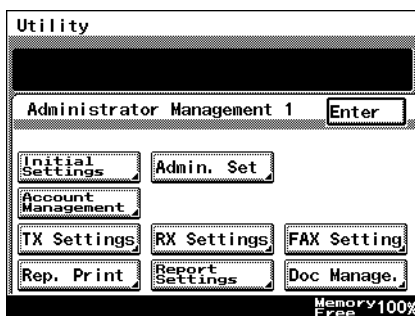 Utility
Administrator Management 1 Enter
Initial
Settings
Admin. Set
Account
Management
TX Settings RX Settings FAX Setting
Rep. Print
Report
Settings
Doc Manage.
Memory
Free 100%